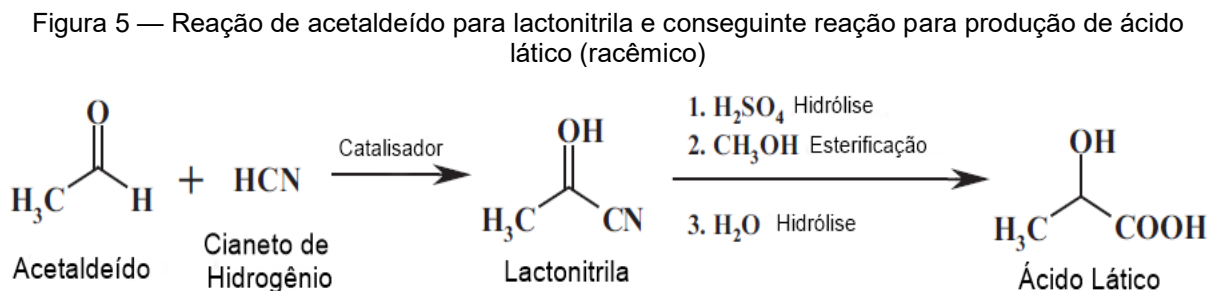 Figura 5 — Reação de acetaldeído para lactonitrila e conseguinte reação para produção de ácido
lático (racêmico)
O
H₃C
H
Acetaldeído
+
HCN
Cianeto de
Hidrogênio
Catalisador
OH
H₃C
CN
Lactonitrila
1. H₂SO₄ Hidrólise
2. CH₃OH Esterificação
3. H₂O Hidrólise
OH
H₃C
COOH
Ácido Lático